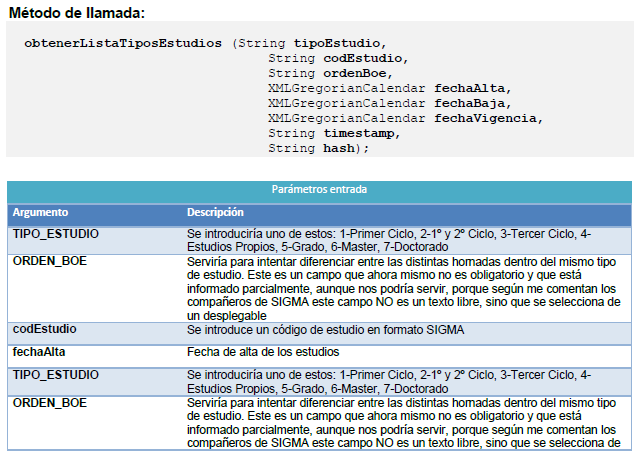 Método de llamada:
obtenerListaTiposEstudios (String tipoEstudio,
String codEstudio,
String ordenBoe,
XMLGregorianCalendar fechaAlta,
XMLGregorianCalendar fechaBaja,
XMLGregorianCalendar fechaVigencia,
String timestamp,
String hash);
Parámetros entrada
Argumento Descripción
TIPO_ESTUDIO Se introduciría uno de estos: 1-Primer Ciclo, 2-1º y 2º Ciclo, 3-Tercer Ciclo, 4-
Estudios Propios, 5-Grado, 6-Master, 7-Doctorado
ORDEN_BOE Serviría para intentar diferenciar entre las distintas hornadas dentro del mismo tipo
de estudio. Este es un campo que ahora mismo no es obligatorio y que está
informado parcialmente, aunque nos podría servir, porque según me comentan los
compañeros de SIGMA este campo NO es un texto libre, sino que se selecciona de
un desplegable
codEstudio Se introduce un código de estudio en formato SIGMA
fechaAlta Fecha de alta de los estudios
TIPO_ESTUDIO Se introduciría uno de estos: 1-Primer Ciclo, 2-1º y 2º Ciclo, 3-Tercer Ciclo, 4-
Estudios Propios, 5-Grado, 6-Master, 7-Doctorado
ORDEN_BOE Serviría para intentar diferenciar entre las distintas hornadas dentro del mismo tipo
de estudio. Este es un campo que ahora mismo no es obligatorio y que está
informado parcialmente, aunque nos podría servir, porque según me comentan los
compañeros de SIGMA este campo NO es un texto libre, sino que se selecciona de